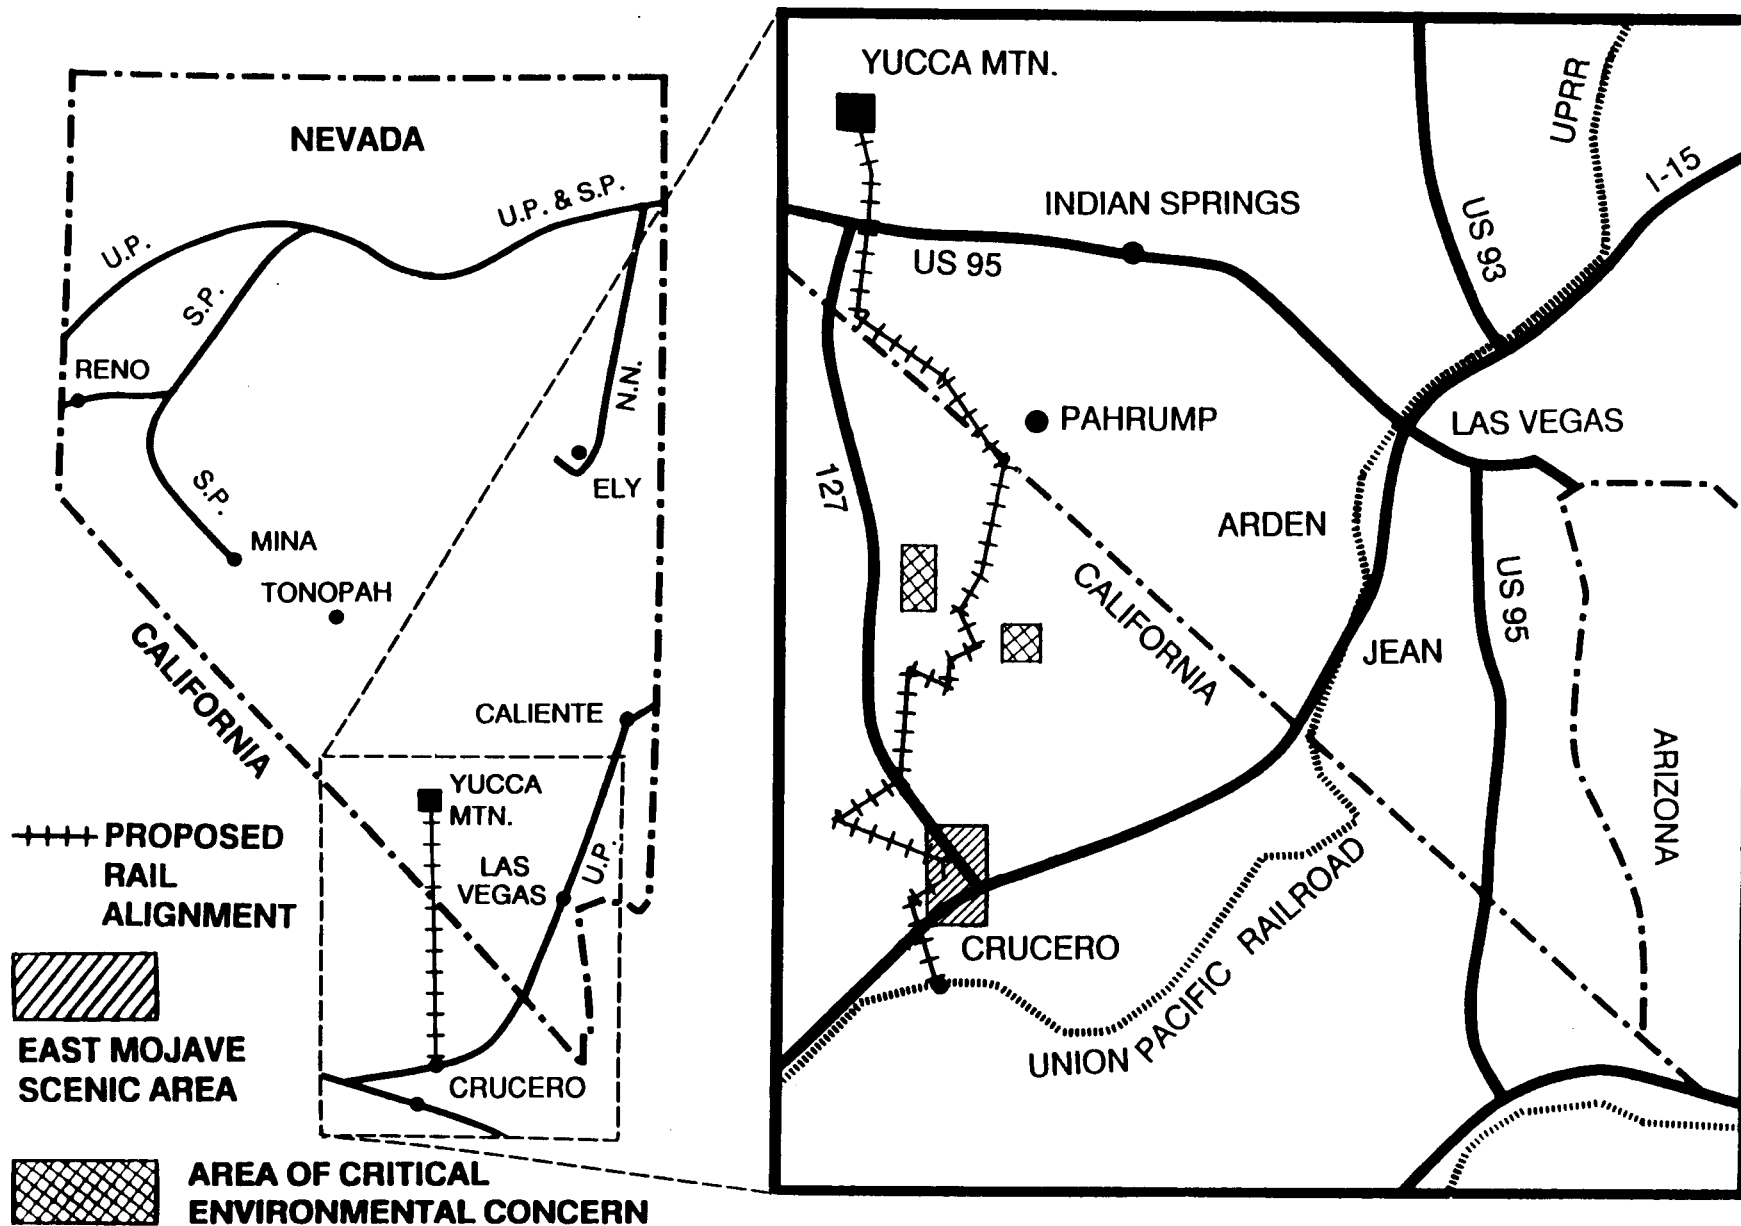 NEVADA
U.P. & S.P.
U.P.
S.P.
RENO
N.N.
ELY
S.P.
MINA
TONOPAH
CALIFORNIA
CALIENTE
YUCCA
MTN.
LAS
VEGAS
U.P.
CRUCERO
PROPOSED
RAIL
ALIGNMENT
EAST MOJAVE
SCENIC AREA
AREA OF CRITICAL
ENVIRONMENTAL CONCERN
YUCCA MTN.
UPRR
I-15
INDIAN SPRINGS
US 93
US 95
PAHRUMP
LAS VEGAS
127
ARDEN
CALIFORNIA
US 95
JEAN
ARIZONA
CRUCERO
UNION PACIFIC RAILROAD